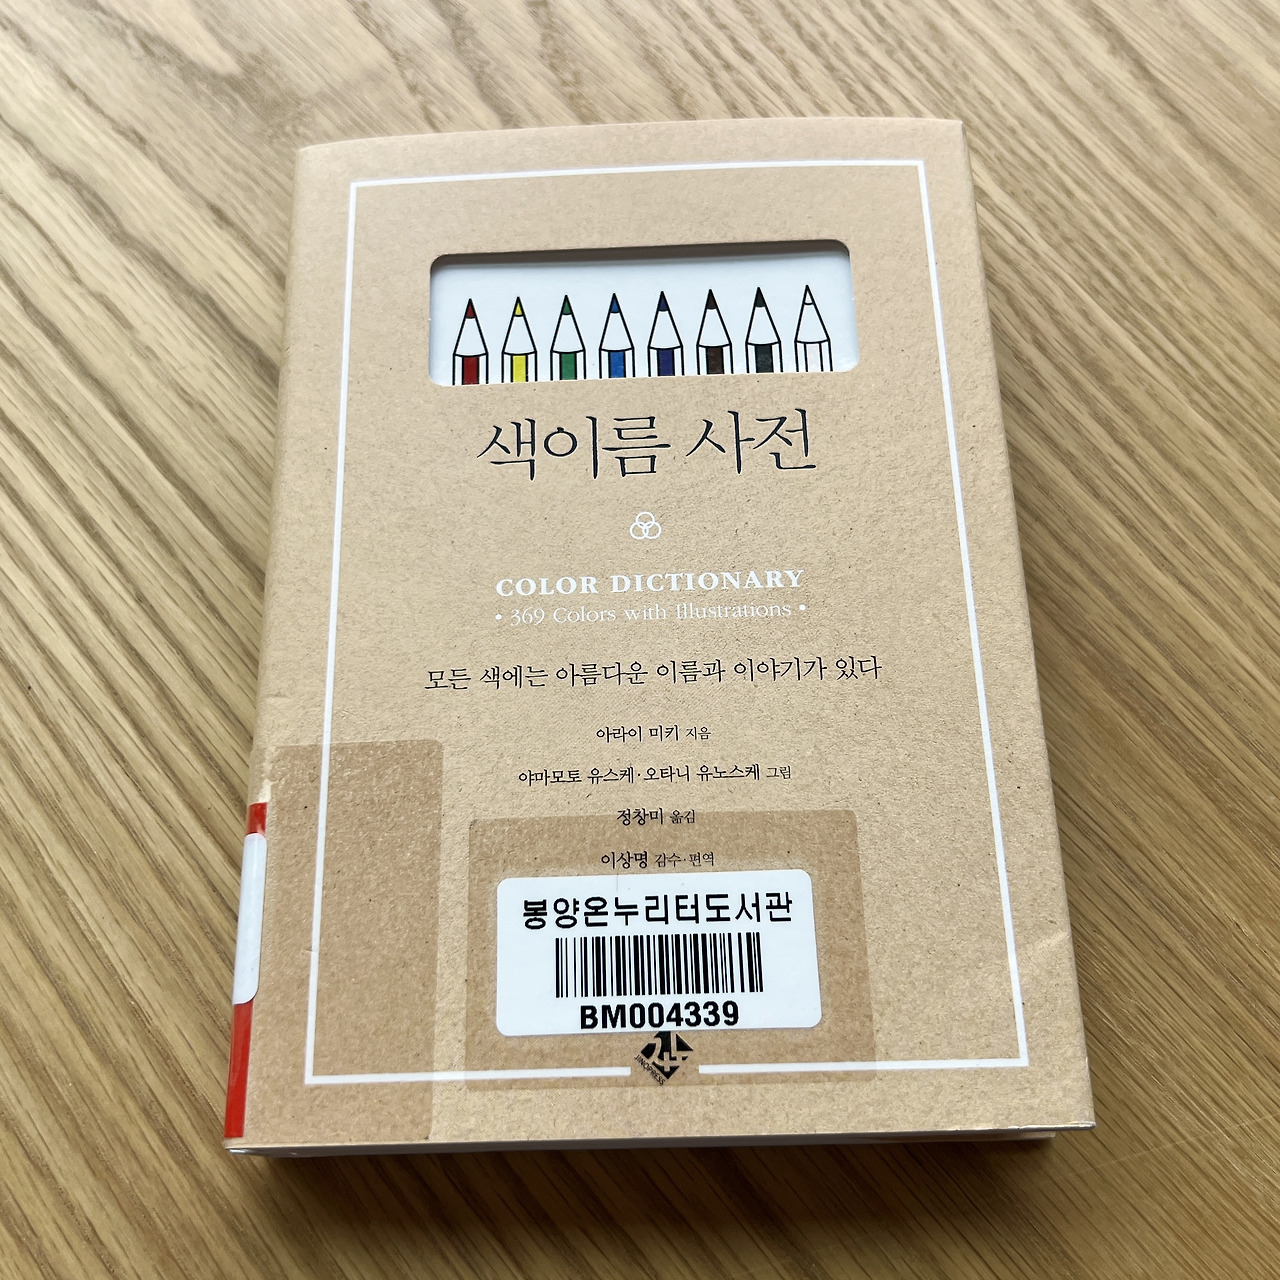 색이름 사전
COLOR DICTIONARY
• 369 Colors with Illustrations •
모든 색에는 아름다운 이름과 이야기가 있다
아라이 미키 지음
야마모토 유스케·오타니 유노스케 그림
정창미 옮김
이상명 감수·편역
봉양온누리터도서관
BM004339
JINOPRESS